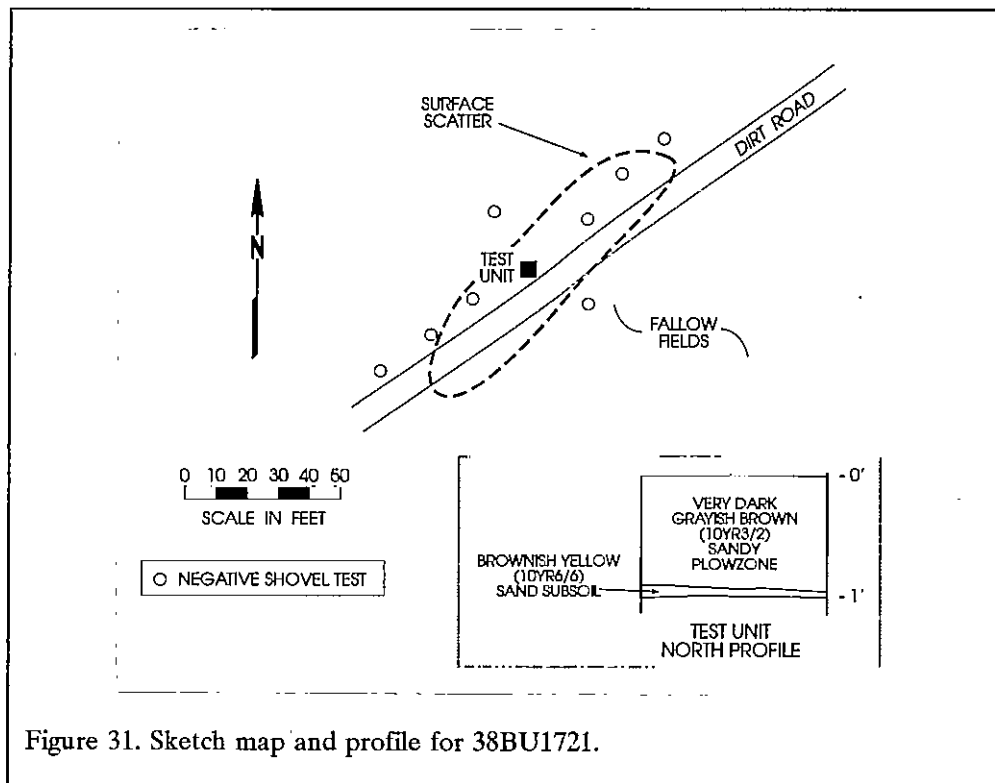 SURFACE
SCATTER
DIRT ROAD
N
TEST
UNIT
FALLOW
FIELDS
0 10 20 30 40 50
SCALE IN FEET
NEGATIVE SHOVEL TEST
- 0'
VERY DARK
GRAYISH BROWN
(10YR3/2)
SANDY
PLOWZONE
BROWNISH YELLOW
(10YR6/6)
SAND SUBSOIL
- 1'
TEST UNIT
NORTH PROFILE
Figure 31. Sketch map and profile for 38BU1721.